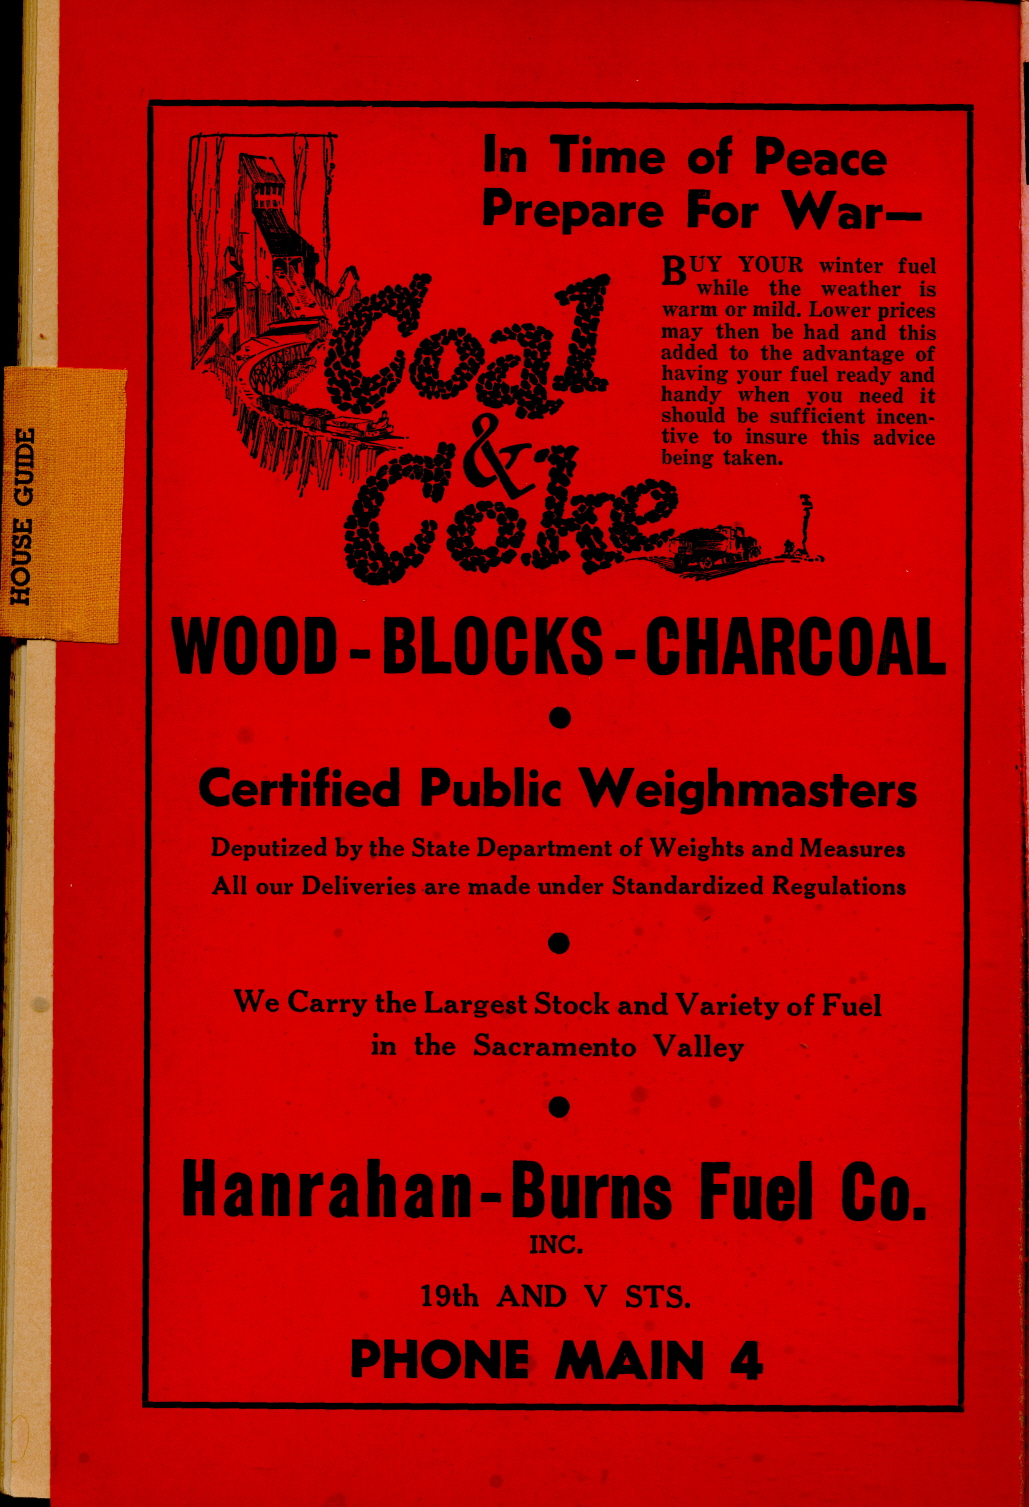 In Time of Peace
Prepare For War—
BUY YOUR winter fuel
while the weather is
warm or mild. Lower prices
may then be had and this
added to the advantage of
having your fuel ready and
handy when you need it
should be sufficient incen-
tive to insure this advice
being taken.
Coal
&
Coke
WOOD - BLOCKS - CHARCOAL
Certified Public Weighmasters
Deputized by the State Department of Weights and Measures
All our Deliveries are made under Standardized Regulations
We Carry the Largest Stock and Variety of Fuel
in the Sacramento Valley
Hanrahan-Burns Fuel Co.
INC.
19th AND V STS.
PHONE MAIN 4
HOUSE GUIDE